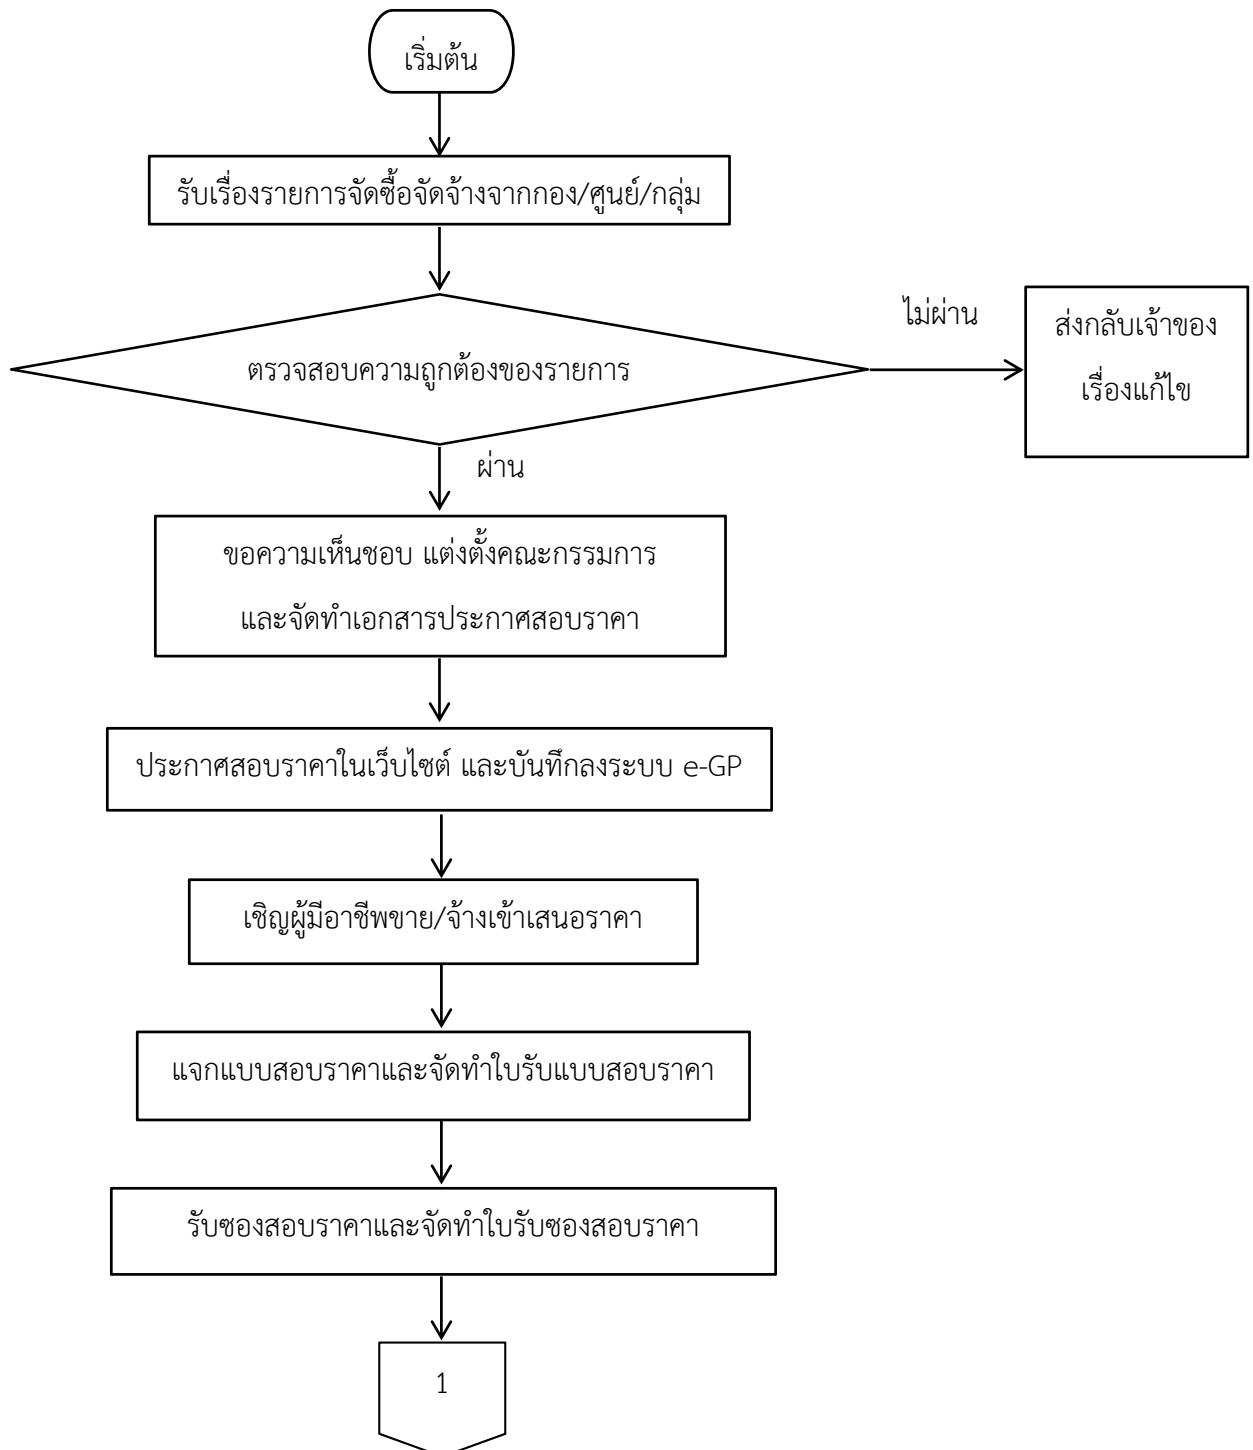 เริ่มต้น
รับเรื่องรายการจัดซื้อจัดจ้างจากกอง/ศูนย์/กลุ่ม
ไม่ผ่าน
ส่งกลับเจ้าของ
เรื่องแก้ไข
ตรวจสอบความถูกต้องของรายการ
ผ่าน
ขอความเห็นชอบ แต่งตั้งคณะกรรมการ
และจัดทำเอกสารประกาศสอบราคา
ประกาศสอบราคาในเว็บไซต์ และบันทึกลงระบบ e-GP
เชิญผู้มีอาชีพขาย/จ้างเข้าเสนอราคา
แจกแบบสอบราคาและจัดทำใบรับแบบสอบราคา
รับซองสอบราคาและจัดทำใบรับซองสอบราคา
1